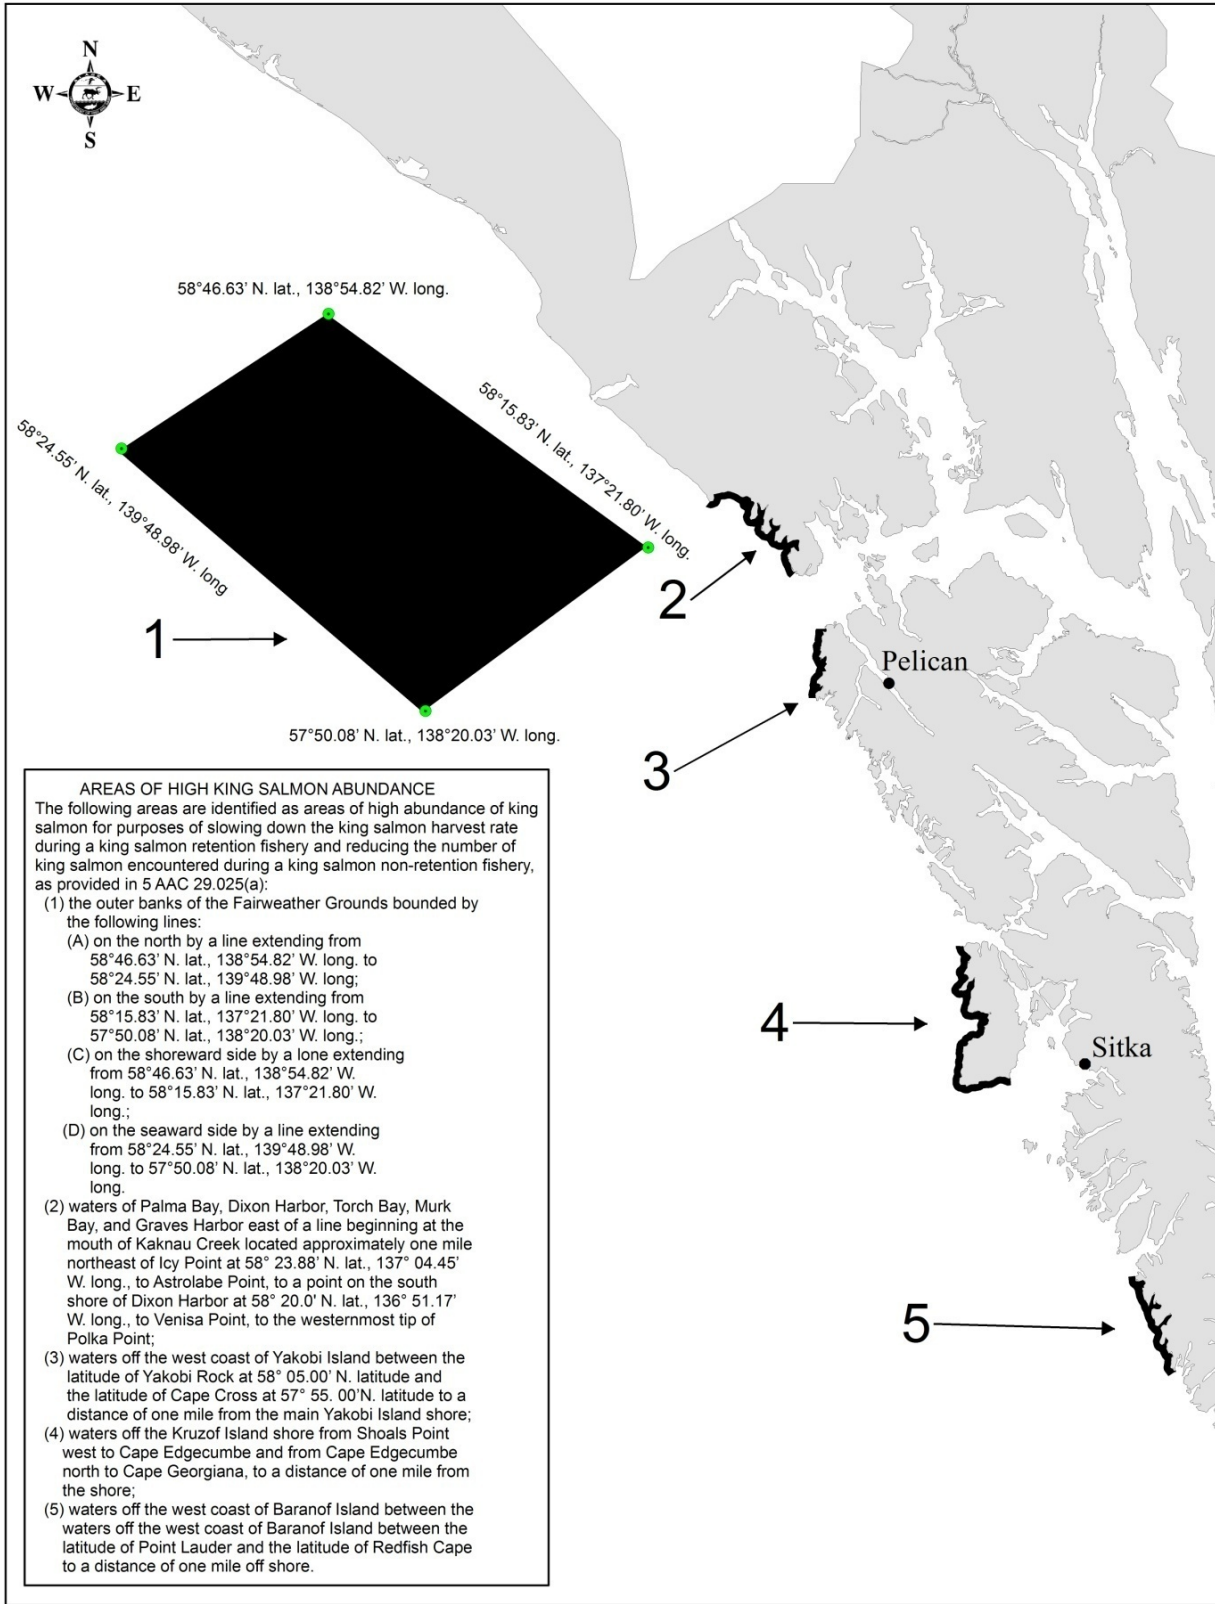 N
W E
S
58°46.63' N. lat., 138°54.82' W. long.
58°15.83' N. lat., 137°21.80' W. long.
58°24.55' N. lat., 139°48.98' W. long
2
1
Pelican
3
57°50.08' N. lat., 138°20.03' W. long.
AREAS OF HIGH KING SALMON ABUNDANCE
The following areas are identified as areas of high abundance of king
salmon for purposes of slowing down the king salmon harvest rate
during a king salmon retention fishery and reducing the number of
king salmon encountered during a king salmon non-retention fishery,
as provided in 5 AAC 29.025(a):
(1) the outer banks of the Fairweather Grounds bounded by
the following lines:
(A) on the north by a line extending from
58°46.63' N. lat., 138°54.82' W. long. to
58°24.55' N. lat., 139°48.98' W. long;
(B) on the south by a line extending from
58°15.83' N. lat., 137°21.80' W. long. to
57°50.08' N. lat., 138°20.03' W. long.;
(C) on the shoreward side by a lone extending
from 58°46.63' N. lat., 138°54.82' W.
long. to 58°15.83' N. lat., 137°21.80' W.
long.;
(D) on the seaward side by a line extending
from 58°24.55' N. lat., 139°48.98' W.
long. to 57°50.08' N. lat., 138°20.03' W.
long.
(2) waters of Palma Bay, Dixon Harbor, Torch Bay, Murk
Bay, and Graves Harbor east of a line beginning at the
mouth of Kaknau Creek located approximately one mile
northeast of Icy Point at 58° 23.88' N. lat., 137° 04.45'
W. long., to Astrolabe Point, to a point on the south
shore of Dixon Harbor at 58° 20.0' N. lat., 136° 51.17'
W. long., to Venisa Point, to the westernmost tip of
Polka Point;
(3) waters off the west coast of Yakobi Island between the
latitude of Yakobi Rock at 58° 05.00' N. latitude and
the latitude of Cape Cross at 57° 55. 00'N. latitude to a
distance of one mile from the main Yakobi Island shore;
(4) waters off the Kruzof Island shore from Shoals Point
west to Cape Edgecumbe and from Cape Edgecumbe
north to Cape Georgiana, to a distance of one mile from
the shore;
(5) waters off the west coast of Baranof Island between the
waters off the west coast of Baranof Island between the
latitude of Point Lauder and the latitude of Redfish Cape
to a distance of one mile off shore.
4
Sitka
5